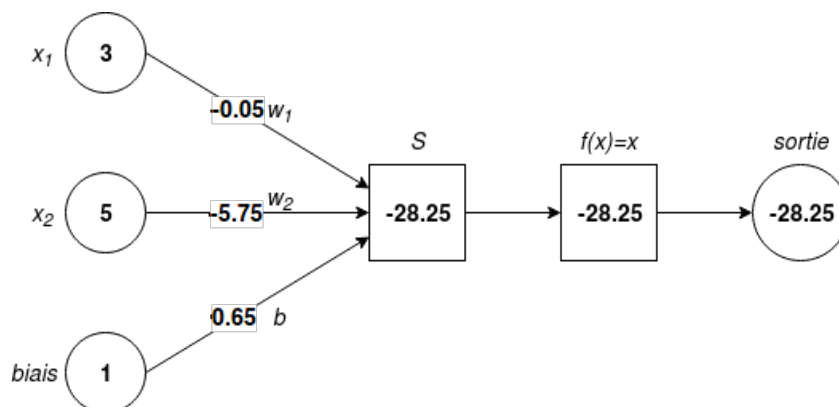 x₁ 3
-0.05 w₁
S f(x)=x sortie
x₂ 5 -5.75 w₂ -28.25 -28.25 -28.25
0.65 b
biais 1